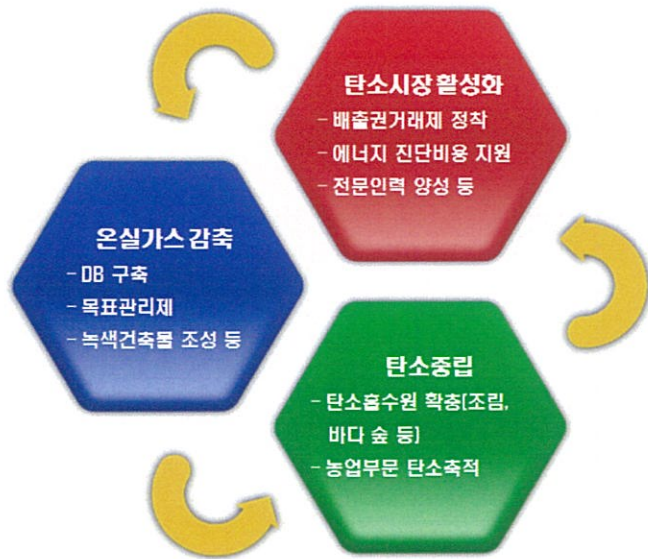 탄소시장 활성화
- 배출권거래제 정착
- 에너지 진단비용 지원
- 전문인력 양성 등
온실가스 감축
- DB 구축
- 목표관리제
- 녹색건축물 조성 등
탄소중립
- 탄소흡수원 확충(조림,
바다 숲 등)
- 농업부문 탄소축적